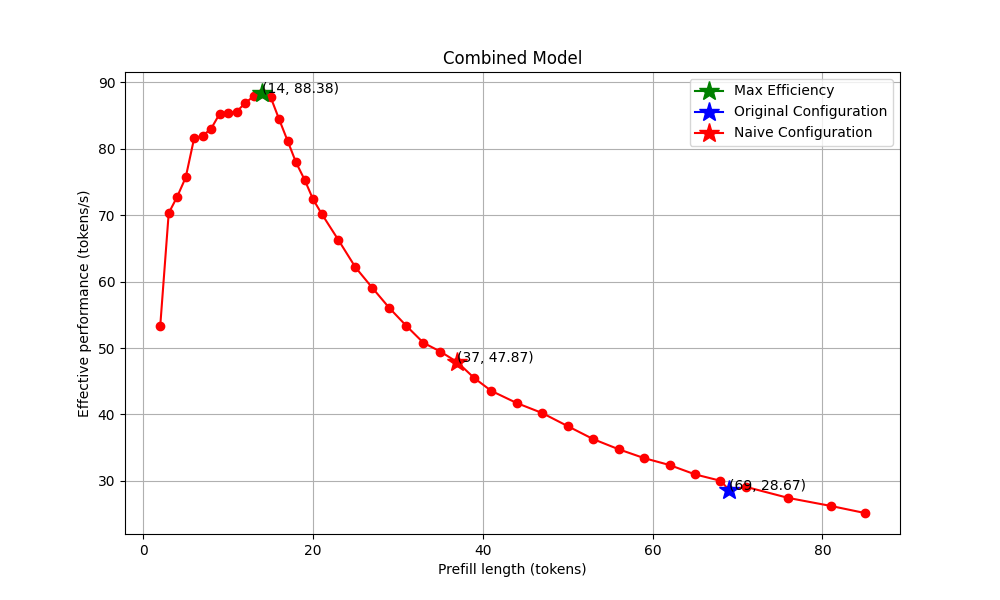 Combined Model
90
80
70
60
50
40
30
Effective performance (tokens/s)
(14, 88.38)
(37, 47.87)
(69, 28.67)
Max Efficiency
Original Configuration
Naive Configuration
0 20 40 60 80
Prefill length (tokens)